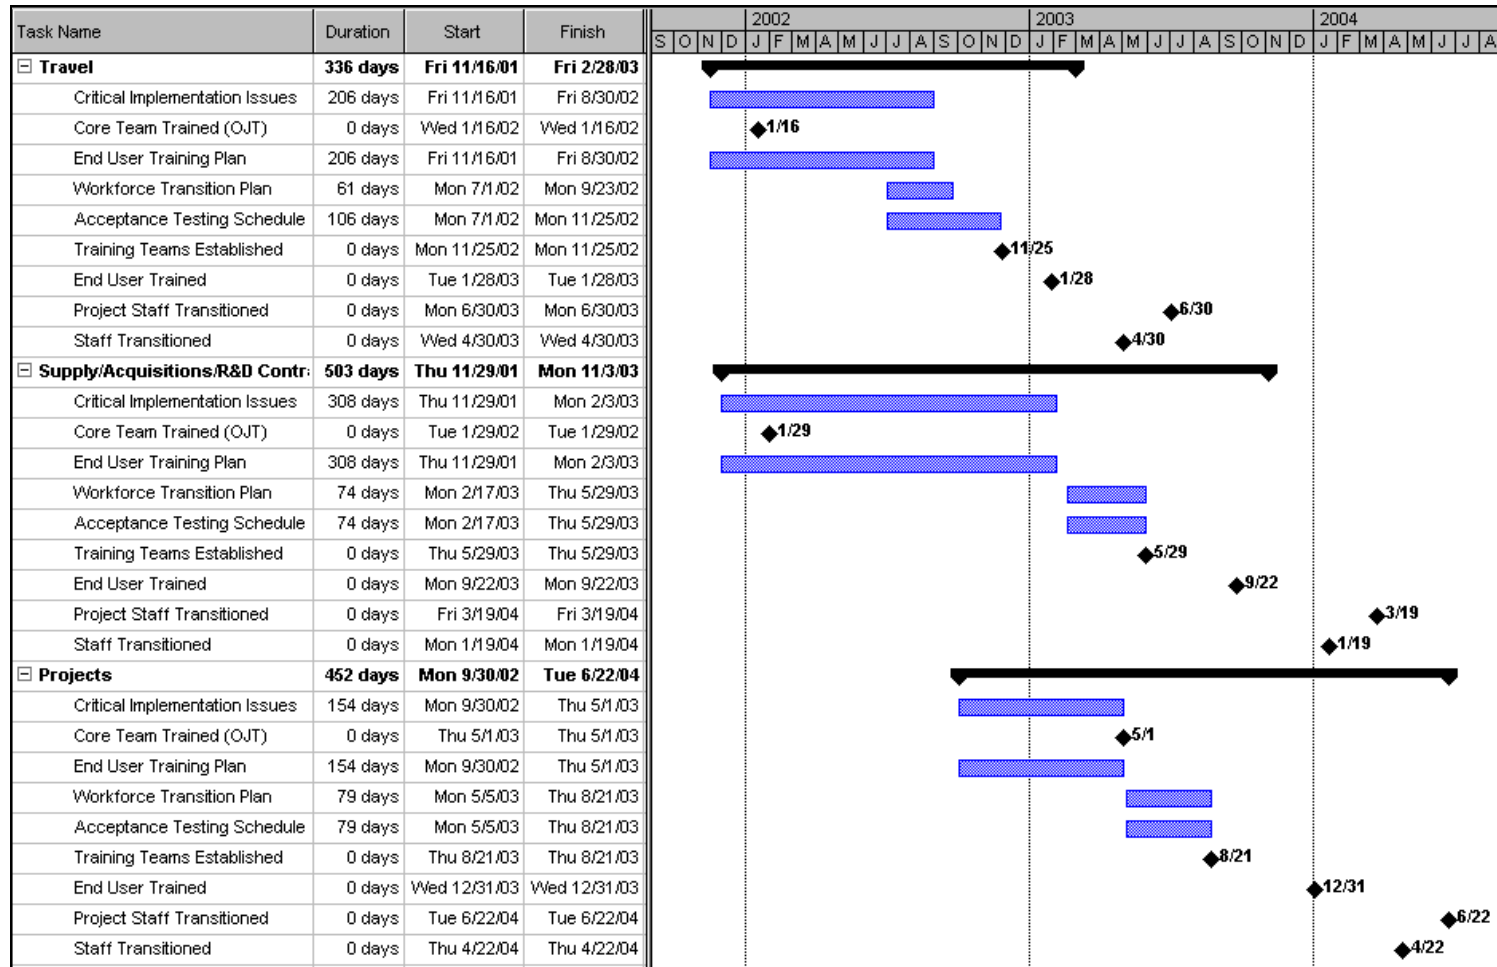 Task Name Duration Start Finish 2002 2003 2004
S O N D J F M A M J J A S O N D J F M A M J J A S O N D J F M A M J J A
Travel 336 days Fri 11/16/01 Fri 2/28/03
Critical Implementation Issues 206 days Fri 11/16/01 Fri 8/30/02
Core Team Trained (OJT) 0 days Wed 1/16/02 Wed 1/16/02 1/16
End User Training Plan 206 days Fri 11/16/01 Fri 8/30/02
Workforce Transition Plan 61 days Mon 7/1/02 Mon 9/23/02
Acceptance Testing Schedule 106 days Mon 7/1/02 Mon 11/25/02
Training Teams Established 0 days Mon 11/25/02 Mon 11/25/02 11/25
End User Trained 0 days Tue 1/28/03 Tue 1/28/03 1/28
Project Staff Transitioned 0 days Mon 6/30/03 Mon 6/30/03 6/30
Staff Transitioned 0 days Wed 4/30/03 Wed 4/30/03 4/30
Supply/Acquisitions/R&D Contr 503 days Thu 11/29/01 Mon 11/3/03
Critical Implementation Issues 308 days Thu 11/29/01 Mon 2/3/03
Core Team Trained (OJT) 0 days Tue 1/29/02 Tue 1/29/02 1/29
End User Training Plan 308 days Thu 11/29/01 Mon 2/3/03
Workforce Transition Plan 74 days Mon 2/17/03 Thu 5/29/03
Acceptance Testing Schedule 74 days Mon 2/17/03 Thu 5/29/03
Training Teams Established 0 days Thu 5/29/03 Thu 5/29/03 5/29
End User Trained 0 days Mon 9/22/03 Mon 9/22/03 9/22
Project Staff Transitioned 0 days Fri 3/19/04 Fri 3/19/04 3/19
Staff Transitioned 0 days Mon 1/19/04 Mon 1/19/04 1/19
Projects 452 days Mon 9/30/02 Tue 6/22/04
Critical Implementation Issues 154 days Mon 9/30/02 Thu 5/1/03
Core Team Trained (OJT) 0 days Thu 5/1/03 Thu 5/1/03 5/1
End User Training Plan 154 days Mon 9/30/02 Thu 5/1/03
Workforce Transition Plan 79 days Mon 5/5/03 Thu 8/21/03
Acceptance Testing Schedule 79 days Mon 5/5/03 Thu 8/21/03
Training Teams Established 0 days Thu 8/21/03 Thu 8/21/03 8/21
End User Trained 0 days Wed 12/31/03 Wed 12/31/03 12/31
Project Staff Transitioned 0 days Tue 6/22/04 Tue 6/22/04 6/22
Staff Transitioned 0 days Thu 4/22/04 Thu 4/22/04 4/22